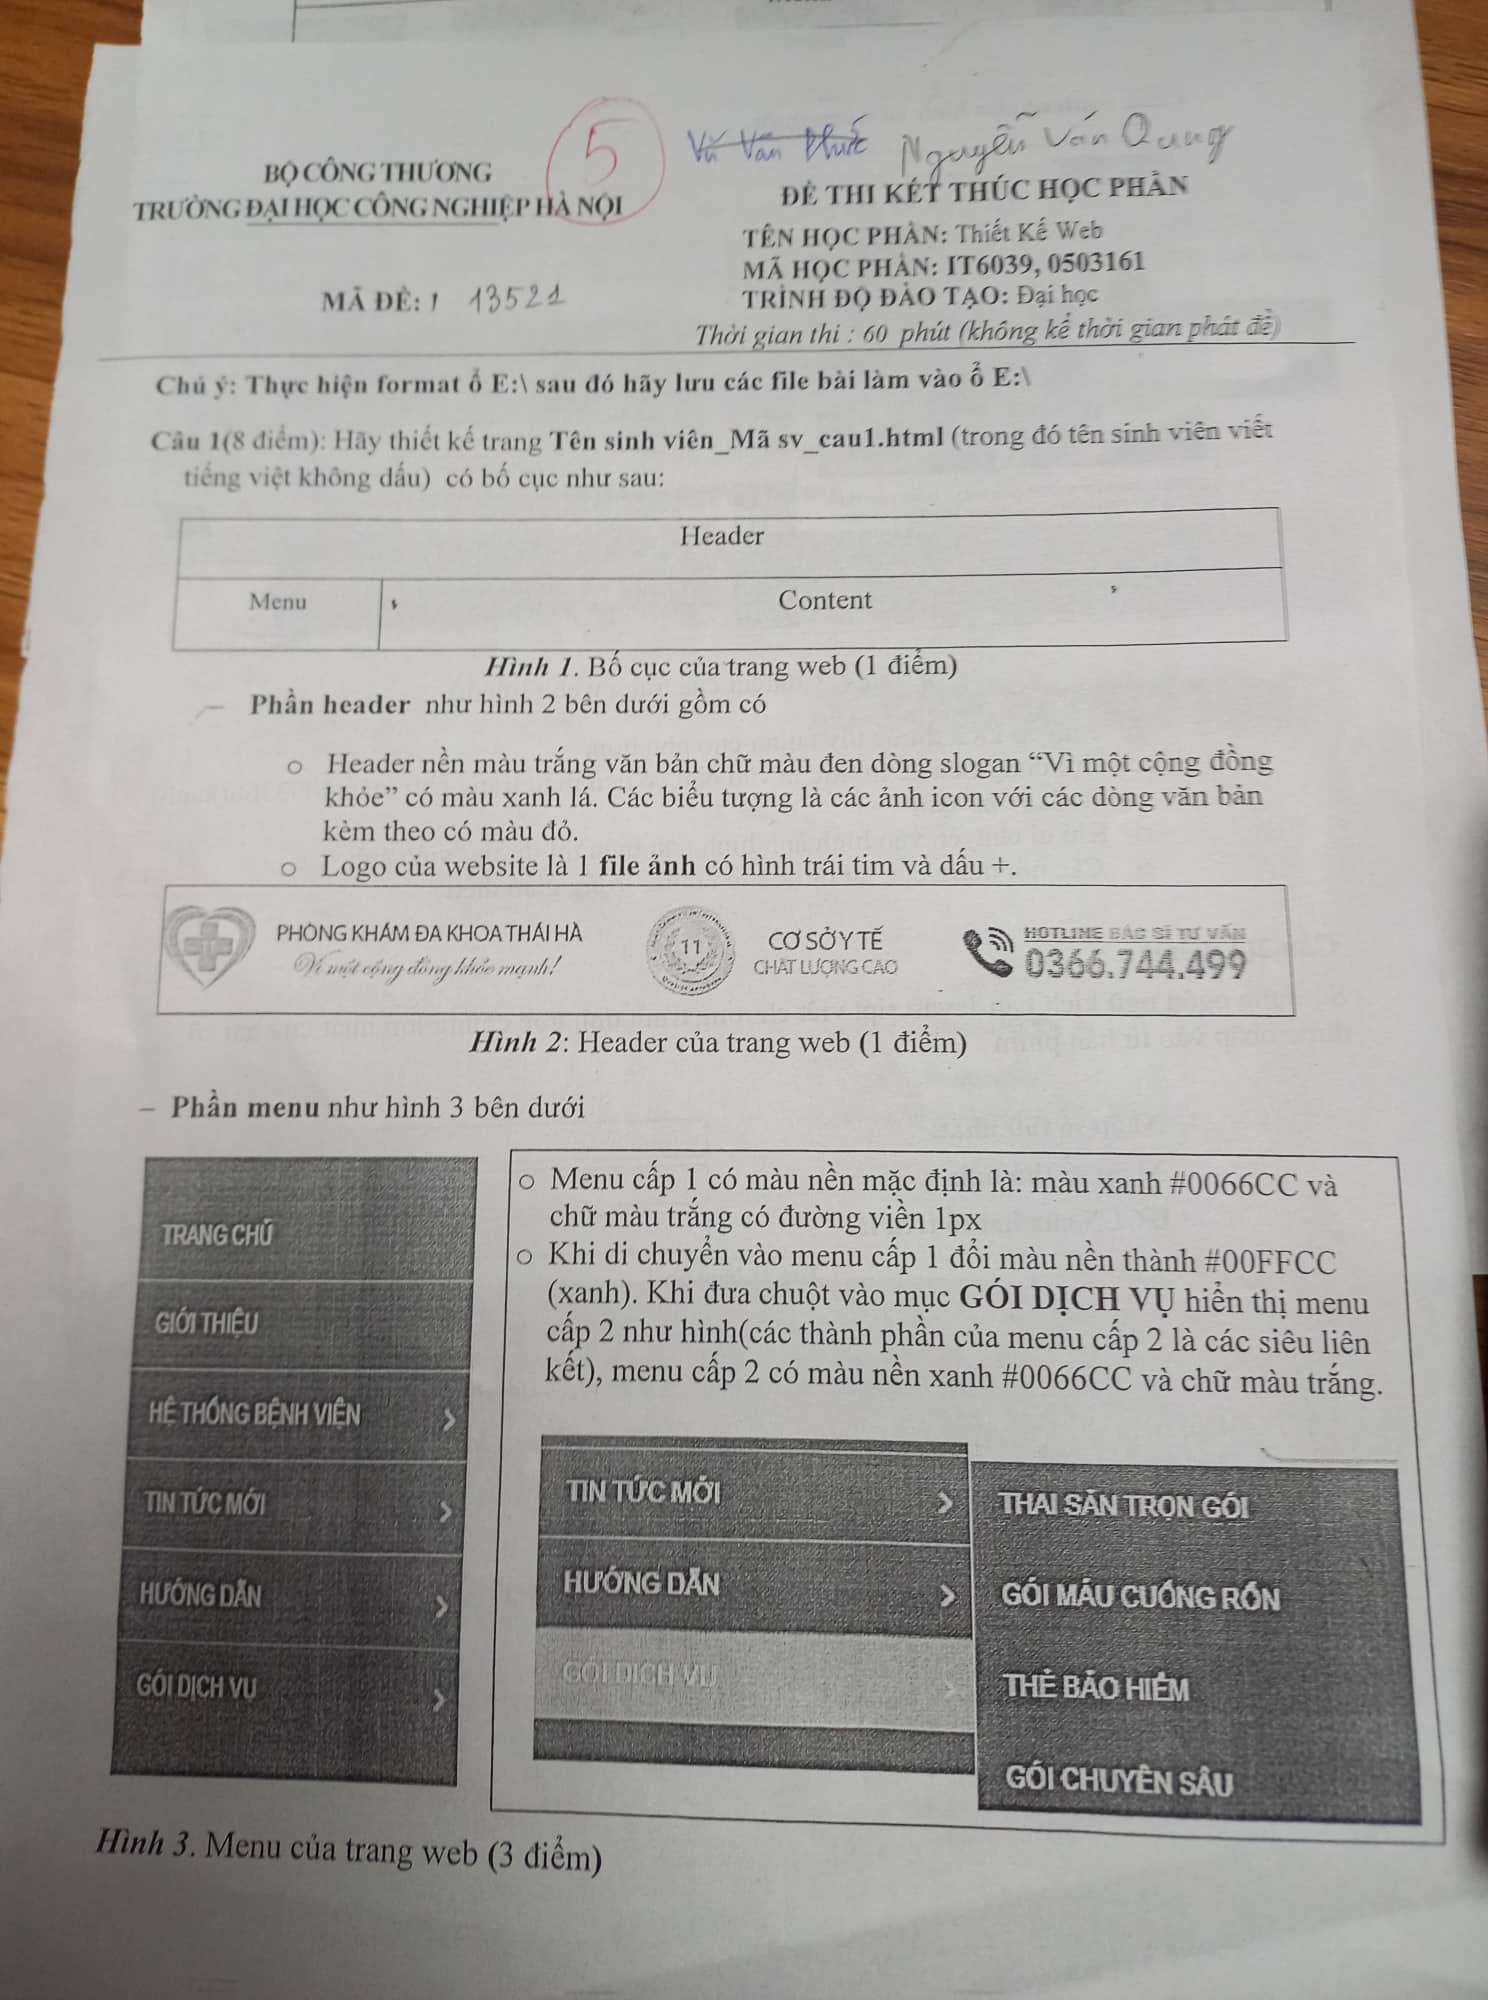 5
Vũ Văn Phước Nguyễn Văn Qung
BỘ CÔNG THƯƠNG
TRƯỜNG ĐẠI HỌC CÔNG NGHIỆP HÀ NỘI
ĐỀ THI KẾT THÚC HỌC PHẦN
TÊN HỌC PHẦN: Thiết Kế Web
MÃ HỌC PHẦN: IT6039, 0503161
MÃ ĐỀ: 1 13521
TRÌNH ĐỘ ĐÀO TẠO: Đại học
Thời gian thi : 60 phút (không kể thời gian phát đề)
Chú ý: Thực hiện format ổ E:\ sau đó hãy lưu các file bài làm vào ổ E:\
Câu 1(8 điểm): Hãy thiết kế trang Tên sinh viên_Mã sv_cau1.html (trong đó tên sinh viên viết
tiếng việt không dấu) có bố cục như sau:
Header
Menu Content
Hình 1. Bố cục của trang web (1 điểm)
– Phần header như hình 2 bên dưới gồm có
o Header nền màu trắng văn bản chữ màu đen dòng slogan “Vì một cộng đồng
khỏe” có màu xanh lá. Các biểu tượng là các ảnh icon với các dòng văn bản
kèm theo có màu đỏ.
o Logo của website là 1 file ảnh có hình trái tim và dấu +.
PHÒNG KHÁM ĐA KHOA THÁI HÀ
Vì một cộng đồng khỏe mạnh!
11
CƠ SỞ Y TẾ
CHẤT LƯỢNG CAO
HOTLINE BÁC SĨ TƯ VẤN
0366.744.499
Hình 2: Header của trang web (1 điểm)
– Phần menu như hình 3 bên dưới
TRANG CHỦ
GIỚI THIỆU
HỆ THỐNG BỆNH VIỆN
TIN TỨC MỚI
HƯỚNG DẪN
GÓI DỊCH VỤ
o Menu cấp 1 có màu nền mặc định là: màu xanh #0066CC và
chữ màu trắng có đường viền 1px
o Khi di chuyển vào menu cấp 1 đổi màu nền thành #00FFCC
(xanh). Khi đưa chuột vào mục GÓI DỊCH VỤ hiển thị menu
cấp 2 như hình(các thành phần của menu cấp 2 là các siêu liên
kết), menu cấp 2 có màu nền xanh #0066CC và chữ màu trắng.
TIN TỨC MỚI
HƯỚNG DẪN
GÓI DỊCH VỤ
THAI SẢN TRỌN GÓI
GÓI MÁU CUỐNG RỐN
THẺ BẢO HIỂM
GÓI CHUYÊN SÂU
Hình 3. Menu của trang web (3 điểm)